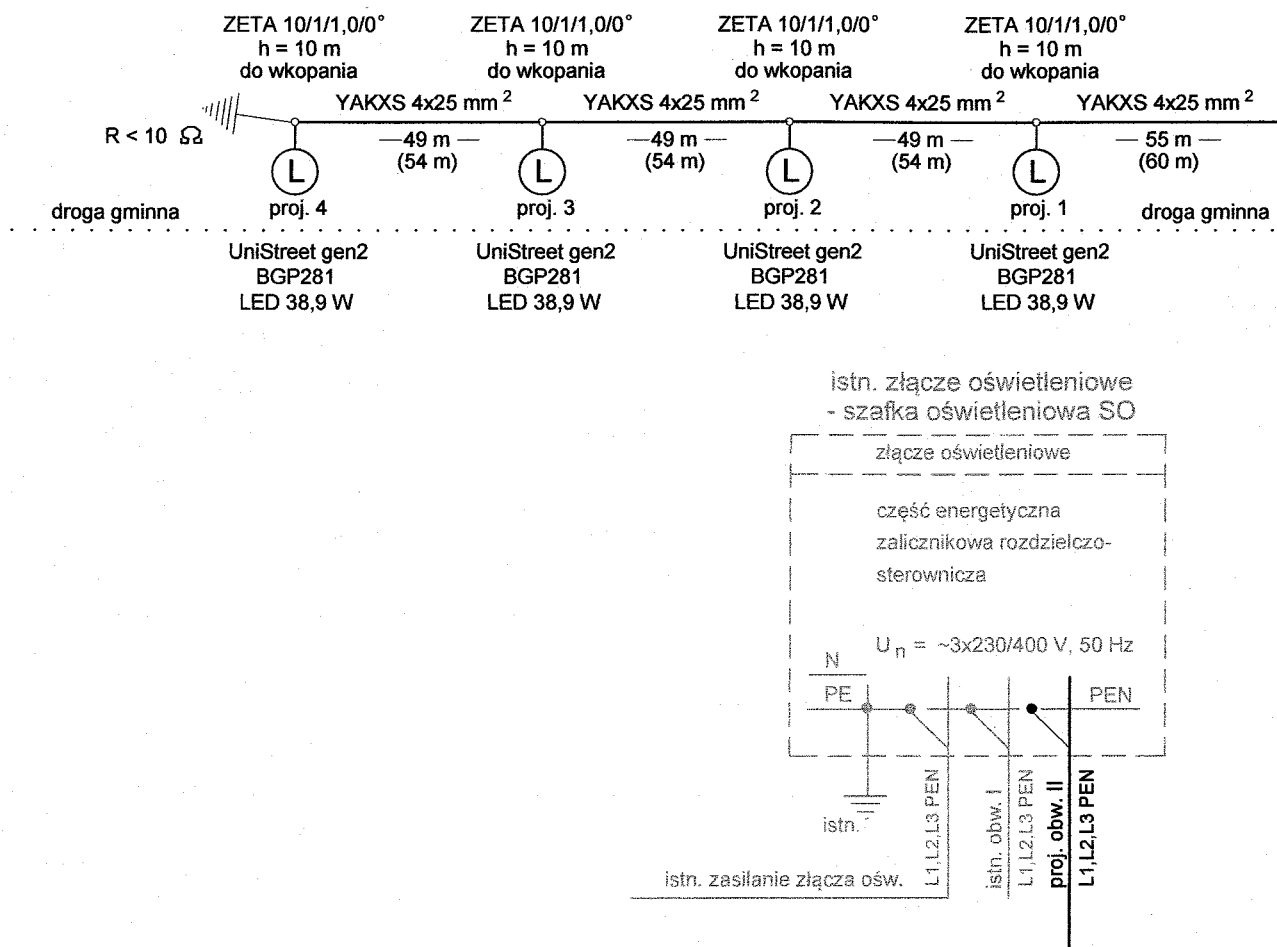 ZETA 10/1/1,0/0° ZETA 10/1/1,0/0° ZETA 10/1/1,0/0° ZETA 10/1/1,0/0°
h = 10 m h = 10 m h = 10 m h = 10 m
do wkopania do wkopania do wkopania do wkopania
YAKXS 4x25 mm² YAKXS 4x25 mm² YAKXS 4x25 mm² YAKXS 4x25 mm²
R < 10 Ω 49 m 49 m 49 m 55 m
(54 m) (54 m) (54 m) (60 m)
L L L L
droga gminna proj. 4 proj. 3 proj. 2 proj. 1 droga gminna
UniStreet gen2 UniStreet gen2 UniStreet gen2 UniStreet gen2
BGP281 BGP281 BGP281 BGP281
LED 38,9 W LED 38,9 W LED 38,9 W LED 38,9 W
istn. złącze oświetleniowe
- szafka oświetleniowa SO
złącze oświetleniowe
część energetyczna
zalicznikowa rozdzielczo-
sterownicza
U n = ~3x230/400 V, 50 Hz
N
PE PEN
istn.
L1,L2,L3 PEN
istn. obw. I
L1,L2,L3 PEN
proj. obw. II
L1,L2,L3 PEN
istn. zasilanie złącza ośw.